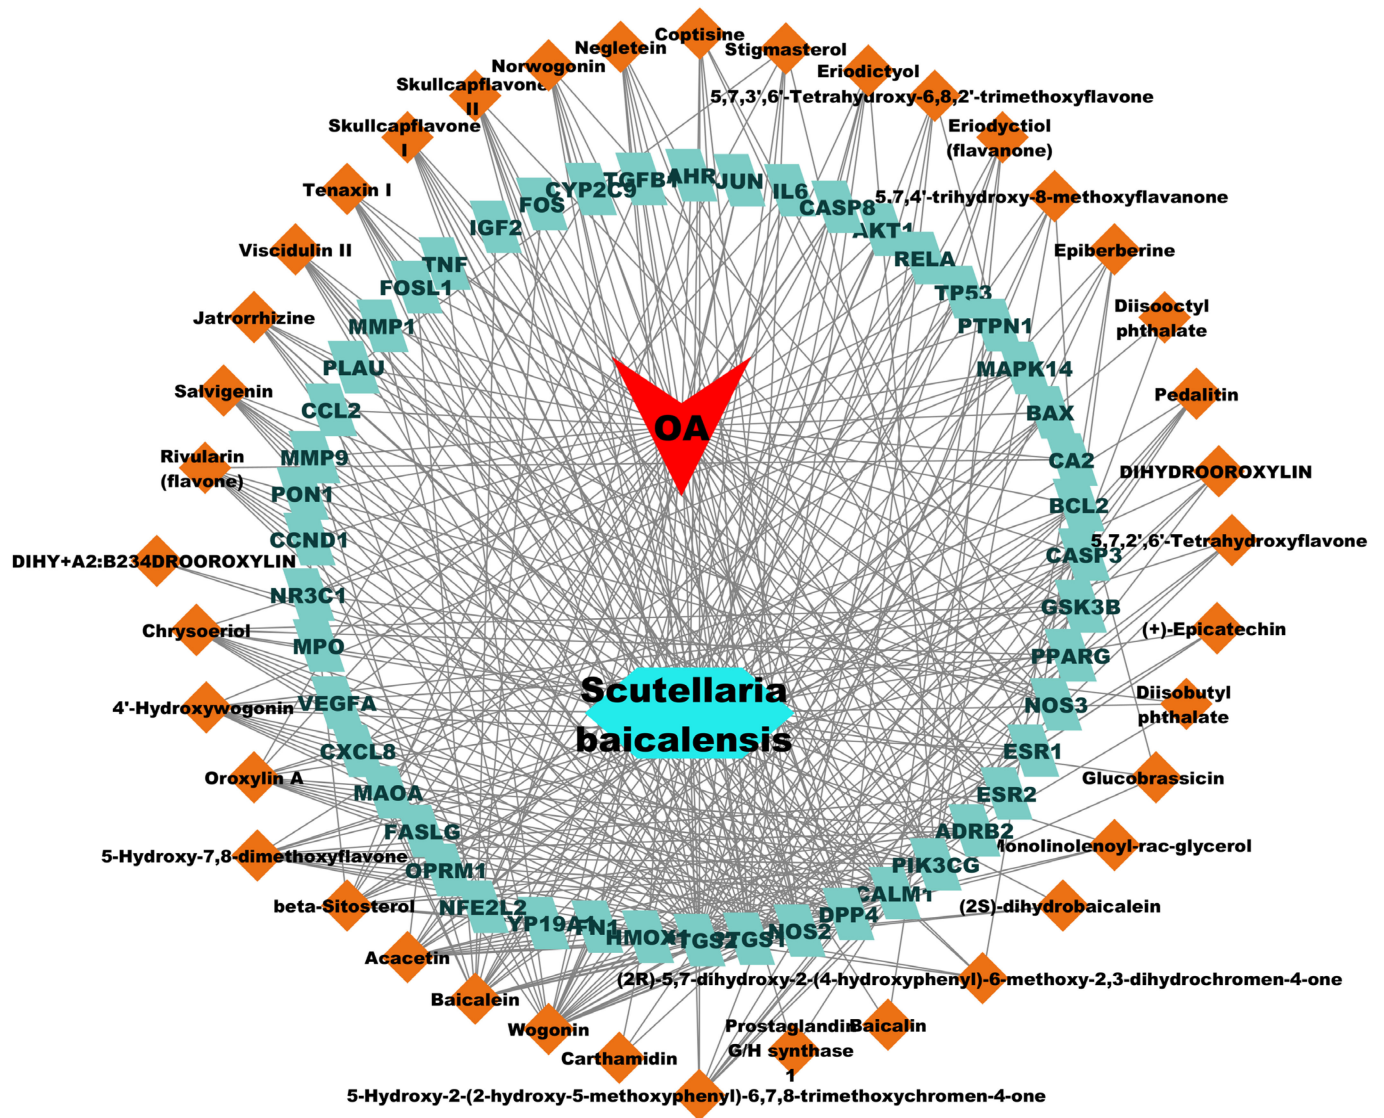 Coptisine
Stigmasterol
Negletein
Norwogonin
Eriodictyol
Skullcapflavone
II
5,7,3',6'-Tetrahydroxy-6,8,2'-trimethoxyflavone
Skullcapflavone
I
Eriodyctiol
(flavanone)
Tenaxin I
5,7,4'-trihydroxy-8-methoxyflavanone
Viscidulin II
Epiberberine
Jatrorrhizine
Diisooctyl
phthalate
Salvigenin
Pedalitin
Rivularin
(flavone)
DIHYDROOROXYLIN
DIHY+A2:B234DROOROXYLIN
5,7,2',6'-Tetrahydroxyflavone
Chrysoeriol
(+)-Epicatechin
4'-Hydroxywogonin
Diisobutyl
phthalate
Oroxylin A
Glucobrassicin
5-Hydroxy-7,8-dimethoxyflavone
Monolinolenoyl-rac-glycerol
beta-Sitosterol
(2S)-dihydrobaicalein
Acacetin
(2R)-5,7-dihydroxy-2-(4-hydroxyphenyl)-6-methoxy-2,3-dihydrochromen-4-one
Baicalein
Wogonin
Baicalin
Prostaglandin
G/H synthase
1
Carthamidin
5-Hydroxy-2-(2-hydroxy-5-methoxyphenyl)-6,7,8-trimethoxychromen-4-one
IGF2
FOS
CYP2C9
TGFB1
AHR
JUN
IL6
CASP8
AKT1
RELA
TP53
PTPN1
MAPK14
BAX
CA2
BCL2
CASP3
GSK3B
PPARG
NOS3
ESR1
ESR2
ADRB2
PIK3CG
CALM1
DPP4
NOS2
PTGS1
PTGS2
HMOX1
FN1
YP19A1
NFE2L2
OPRM1
FASLG
MAOA
CXCL8
VEGFA
MPO
NR3C1
CCND1
PON1
MMP9
CCL2
PLAU
MMP1
FOSL1
TNF
OA
Scutellaria
baicalensis